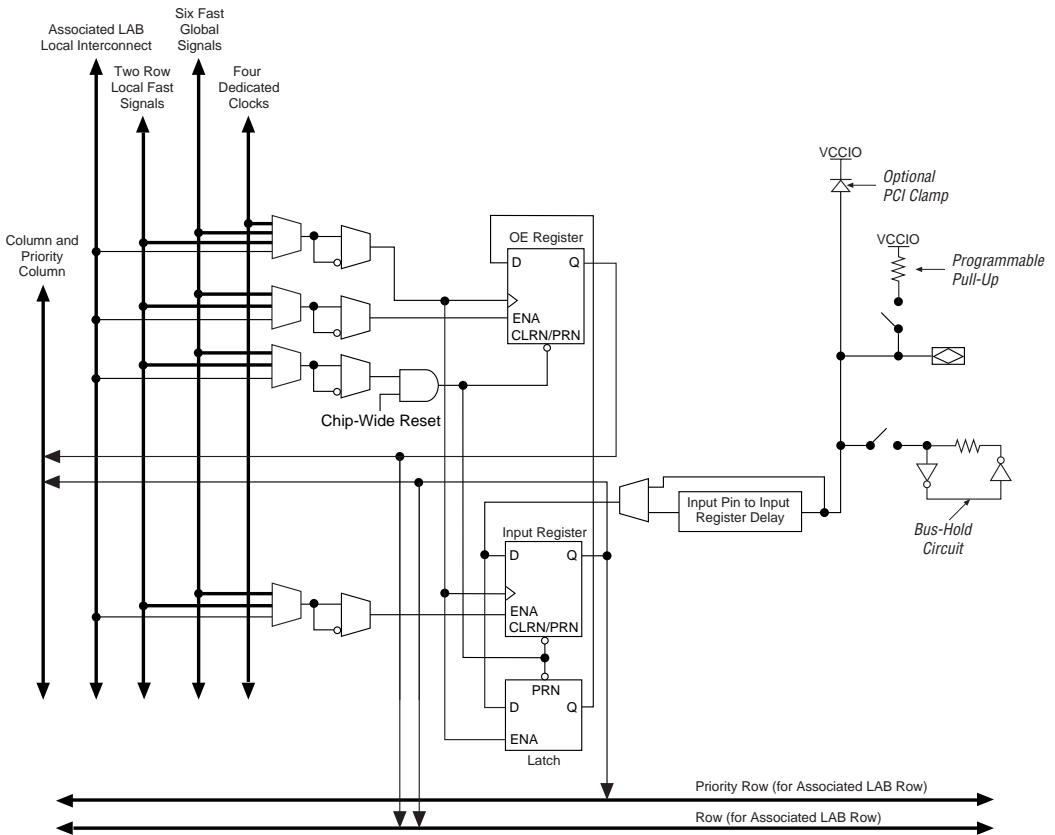 Six Fast
Global
Signals
Associated LAB
Local Interconnect
Two Row
Local Fast
Signals
Four
Dedicated
Clocks
Column and
Priority
Column
VCCIO
Optional
PCI Clamp
VCCIO
Programmable
Pull-Up
OE Register
D
Q
ENA
CLRN/PRN
Chip-Wide Reset
Input Pin to Input
Register Delay
Bus-Hold
Circuit
Input Register
D
Q
ENA
CLRN/PRN
PRN
D
Q
ENA
Latch
Priority Row (for Associated LAB Row)
Row (for Associated LAB Row)